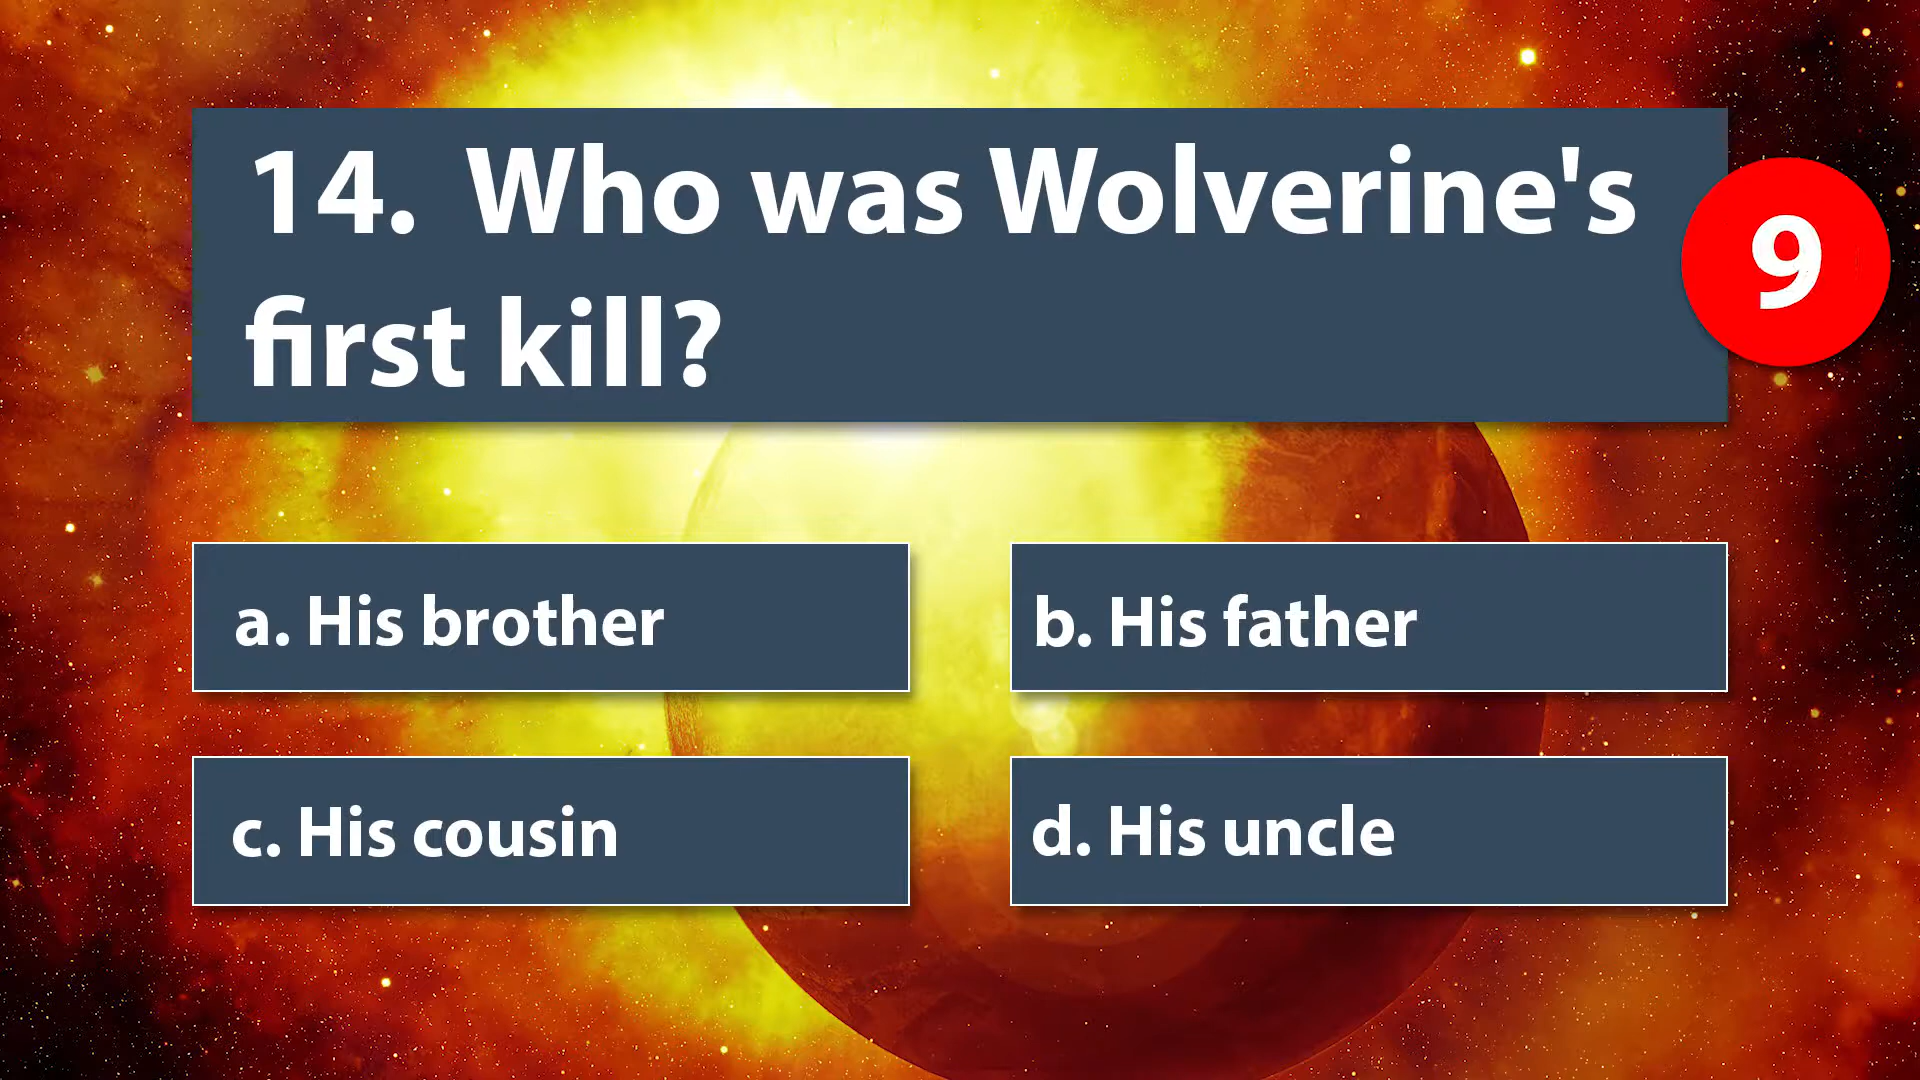 14.  Who was Wolverine's
first kill?
9
a. His brother
b. His father
c. His cousin
d. His uncle